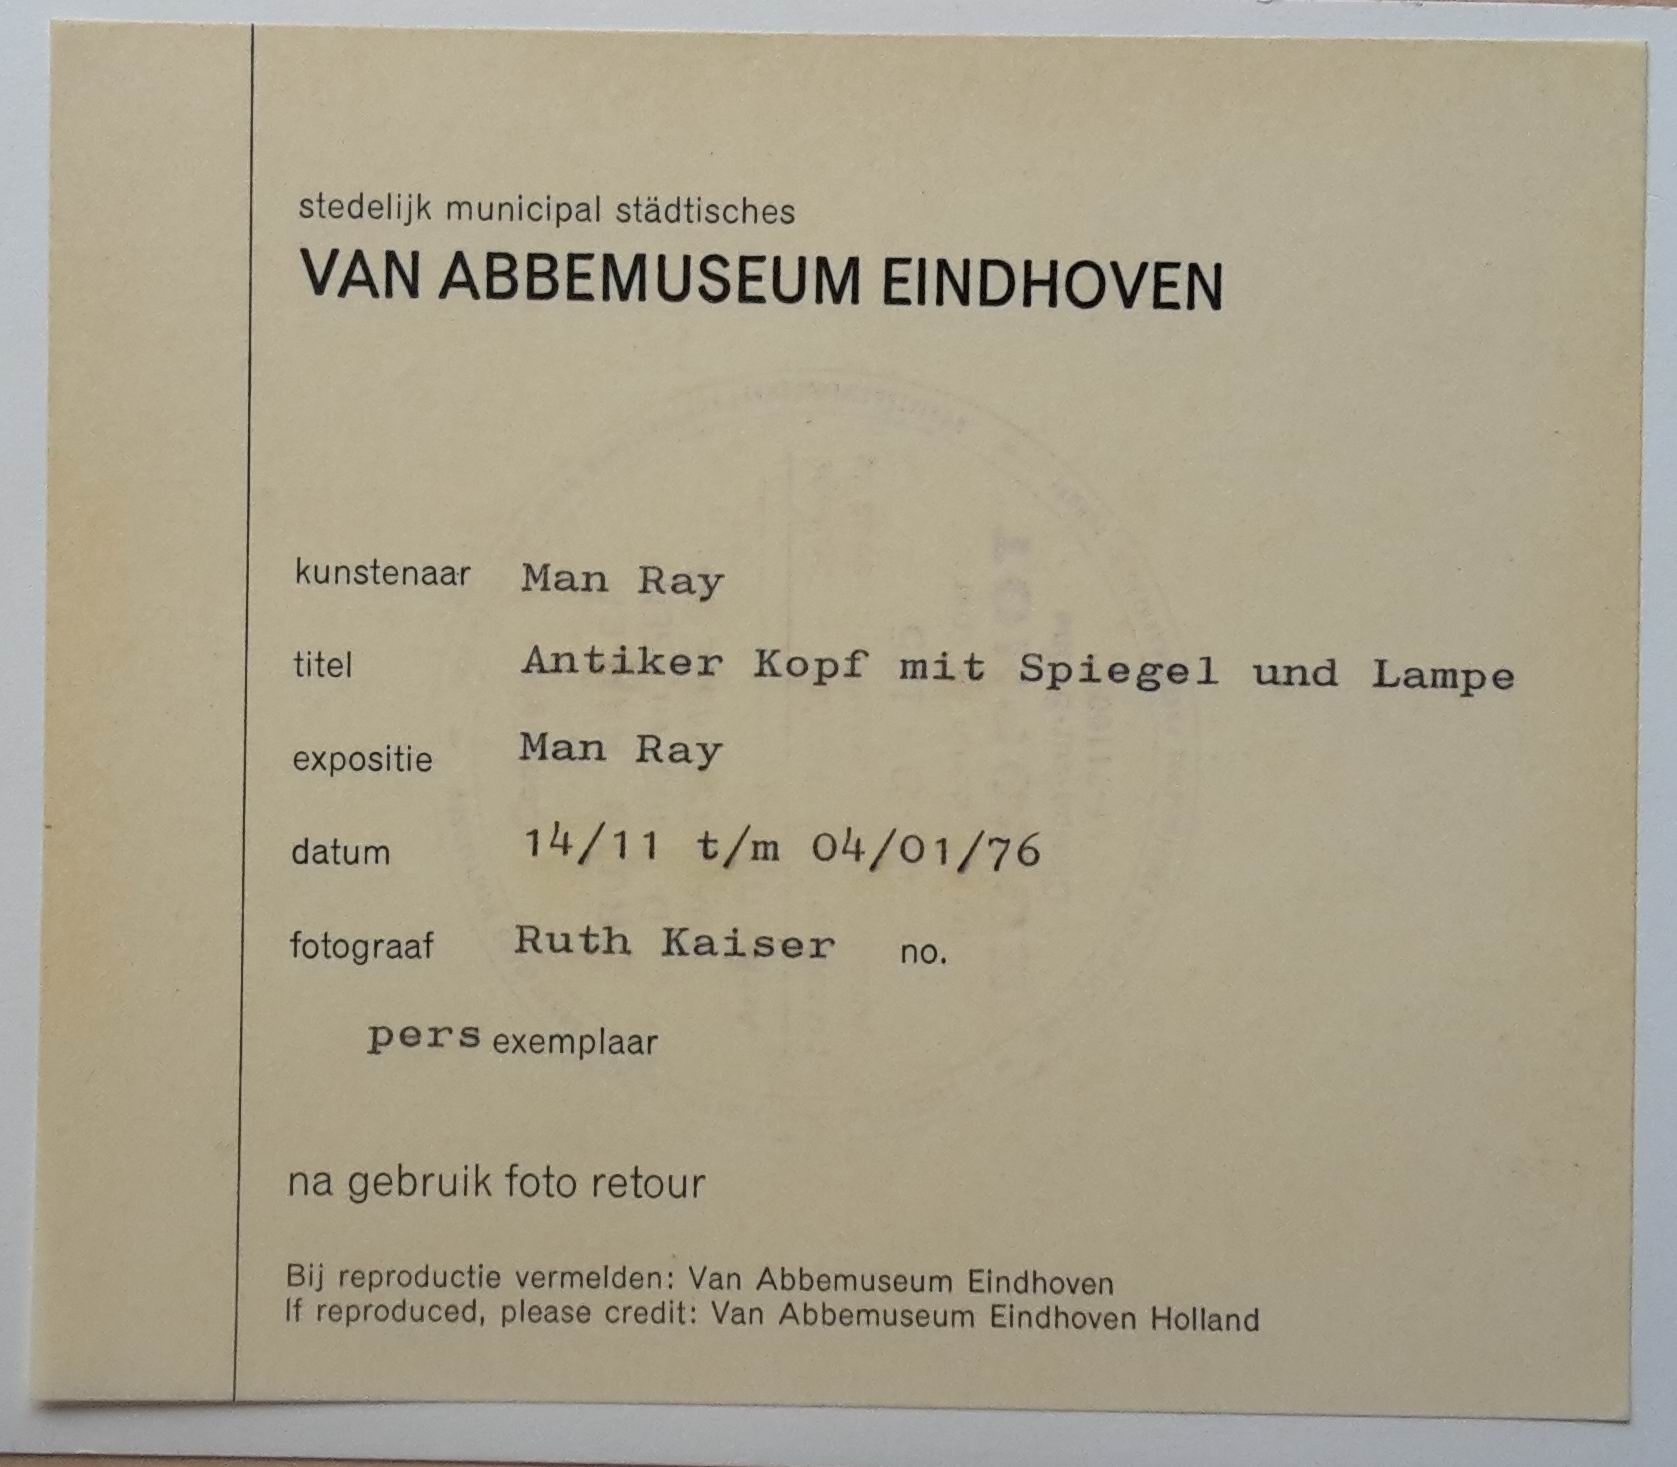 stedelijk municipal städtisches
VAN ABBEMUSEUM EINDHOVEN
kunstenaar Man Ray
titel Antiker Kopf mit Spiegel und Lampe
expositie Man Ray
datum 14/11 t/m 04/01/76
fotograaf Ruth Kaiser no.
pers exemplaar
na gebruik foto retour
Bij reproductie vermelden: Van Abbemuseum Eindhoven
If reproduced, please credit: Van Abbemuseum Eindhoven Holland